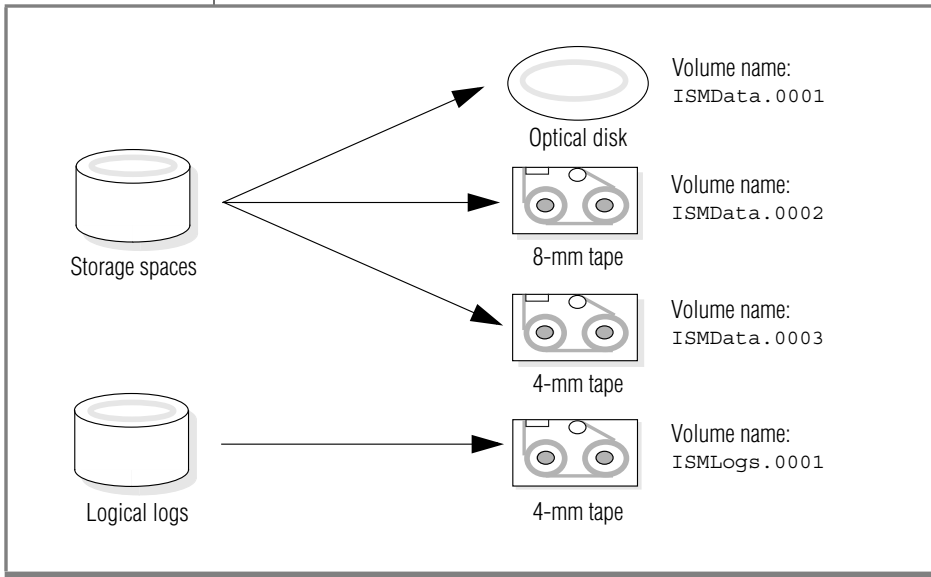 Volume name:
ISMData.0001
Optical disk
Volume name:
ISMData.0002
Storage spaces
8-mm tape
Volume name:
ISMData.0003
4-mm tape
Volume name:
ISMLogs.0001
Logical logs
4-mm tape